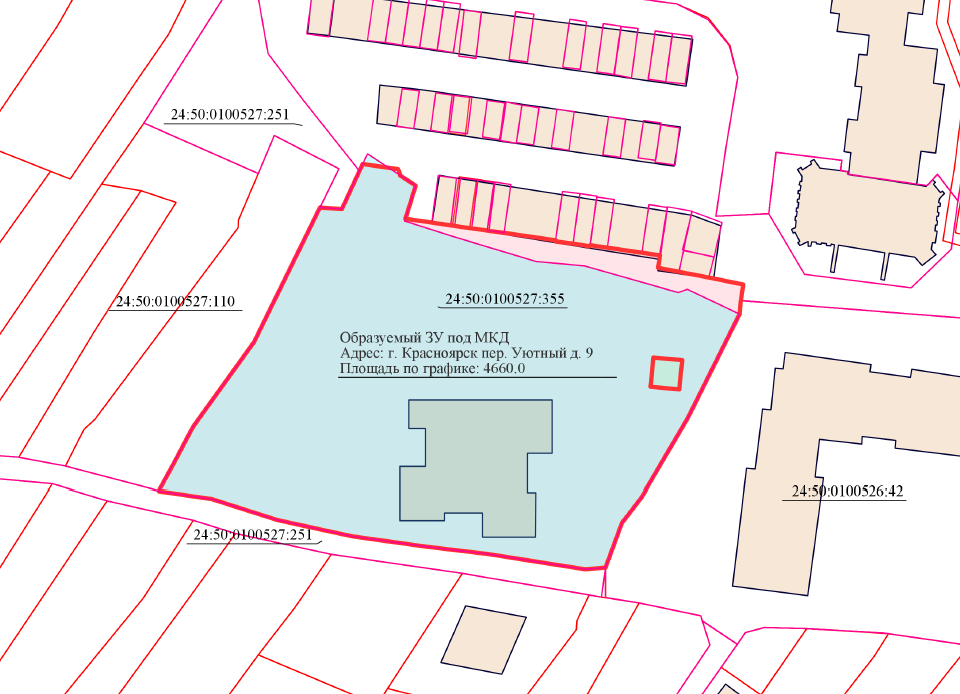 24:50:0100527:251
24:50:0100527:110
24:50:0100527:355
Образуемый ЗУ под МКД
Адрес: г. Красноярск пер. Уютный д. 9
Площадь по графике: 4660.0
24:50:0100526:42
24:50:0100527:251